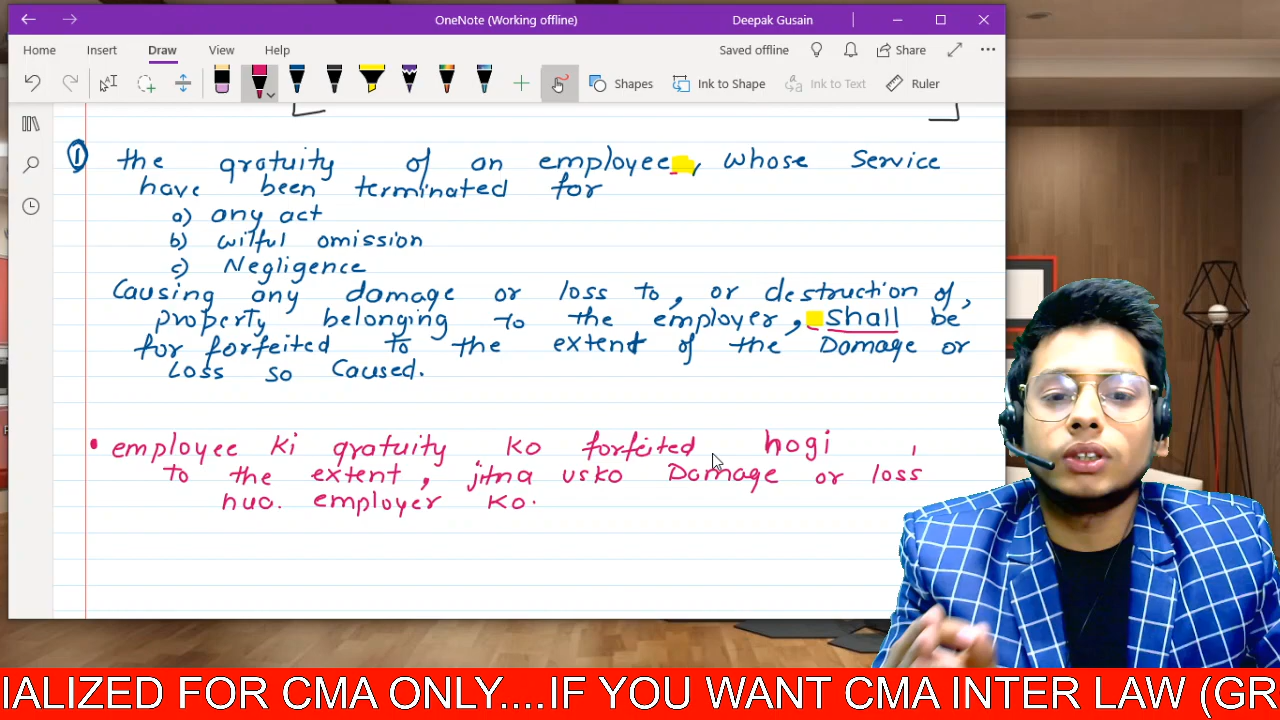 OneNote (Working offline)
Deepak Gusain
Home Insert Draw View Help
Saved offline
Share
Shapes
Ink to Shape
Ink to Text
Ruler
① the gratuity of an employee, whose Service
have been terminated for
a) any act
b) wilful omission
c) Negligence
Causing any damage or loss to, or destruction of,
property belonging to the employer, shall be
for forfeited to the extent of the Damage or
Loss so Caused.
• employee ki gratuity ko forfeited hogi,
to the extent, jitna usko Damage or loss
hua. employer ko.
IALIZED FOR CMA ONLY....IF YOU WANT CMA INTER LAW (GR